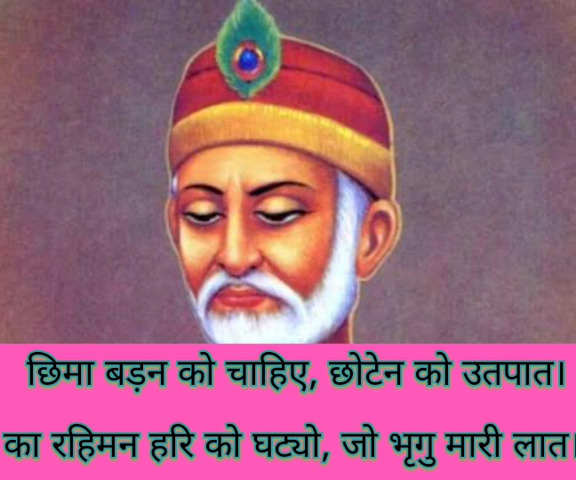 छिमा बड़न को चाहिए, छोटेन को उतपात।
का रहिमन हरि को घट्यो, जो भृगु मारी लात।